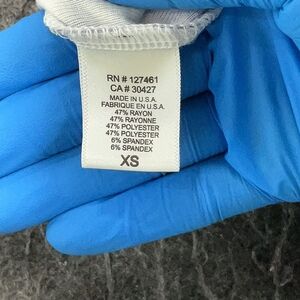 RN # 127461
CA # 30427
MADE IN U.S.A.
FABRIQUE EN U.S.A.
47% RAYON
47% RAYONNE
47% POLYESTER
47% POLYESTER
6% SPANDEX
6% SPANDEX
XS